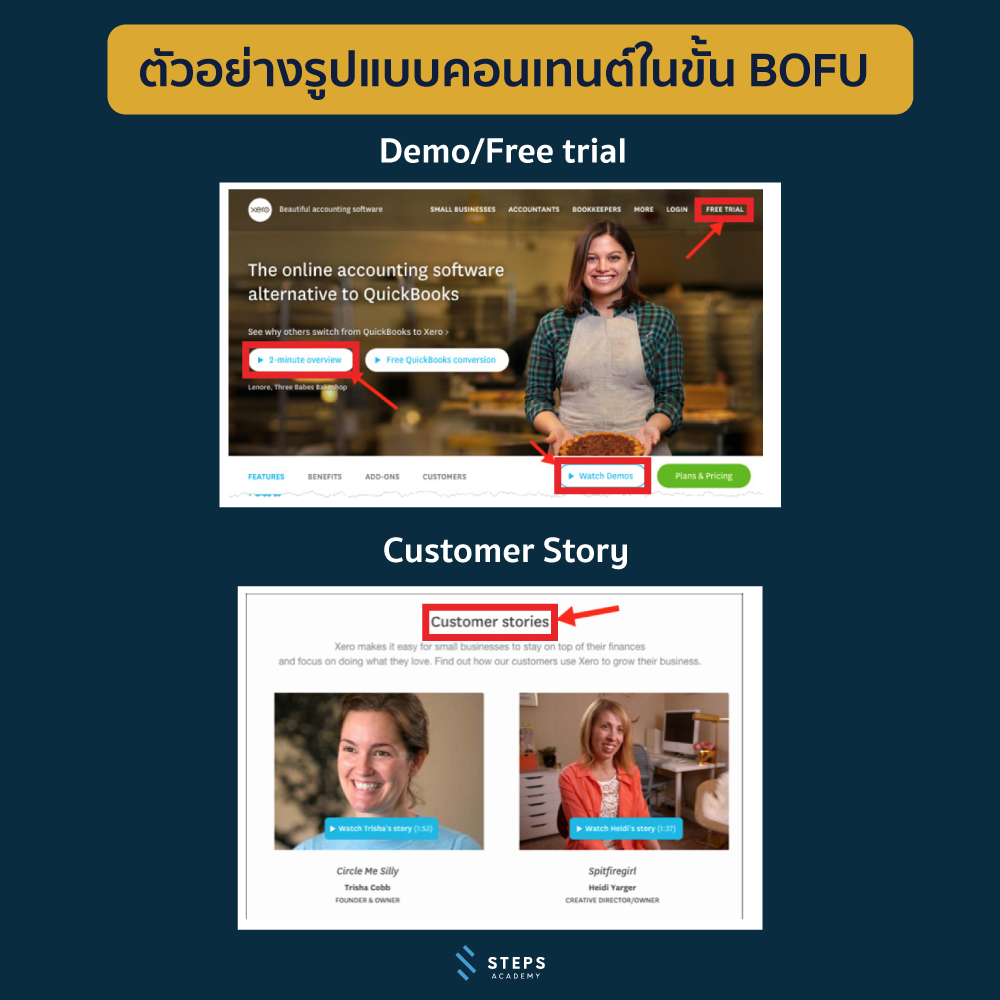 ตัวอย่างรูปแบบคอนเทนต์ในขั้น BOFU
Demo/Free trial
xero Beautiful accounting software SMALL BUSINESSES ACCOUNTANTS BOOKKEEPERS MORE LOGIN FREE TRIAL
The online accounting software
alternative to QuickBooks
See why others switch from QuickBooks to Xero ›
2-minute overview Free QuickBooks conversion
Lenore, Three Babes Bakeshop
FEATURES BENEFITS ADD-ONS CUSTOMERS Watch Demos Plans & Pricing
Customer Story
Customer stories
Xero makes it easy for small businesses to stay on top of their finances
and focus on doing what they love. Find out how our customers use Xero to grow their business.
Watch Trisha's story (1:53) Watch Heidi's story (1:37)
Circle Me Silly Spitfiregirl
Trisha Cobb Heidi Yarger
FOUNDER & OWNER CREATIVE DIRECTOR/OWNER
STEPS
ACADEMY